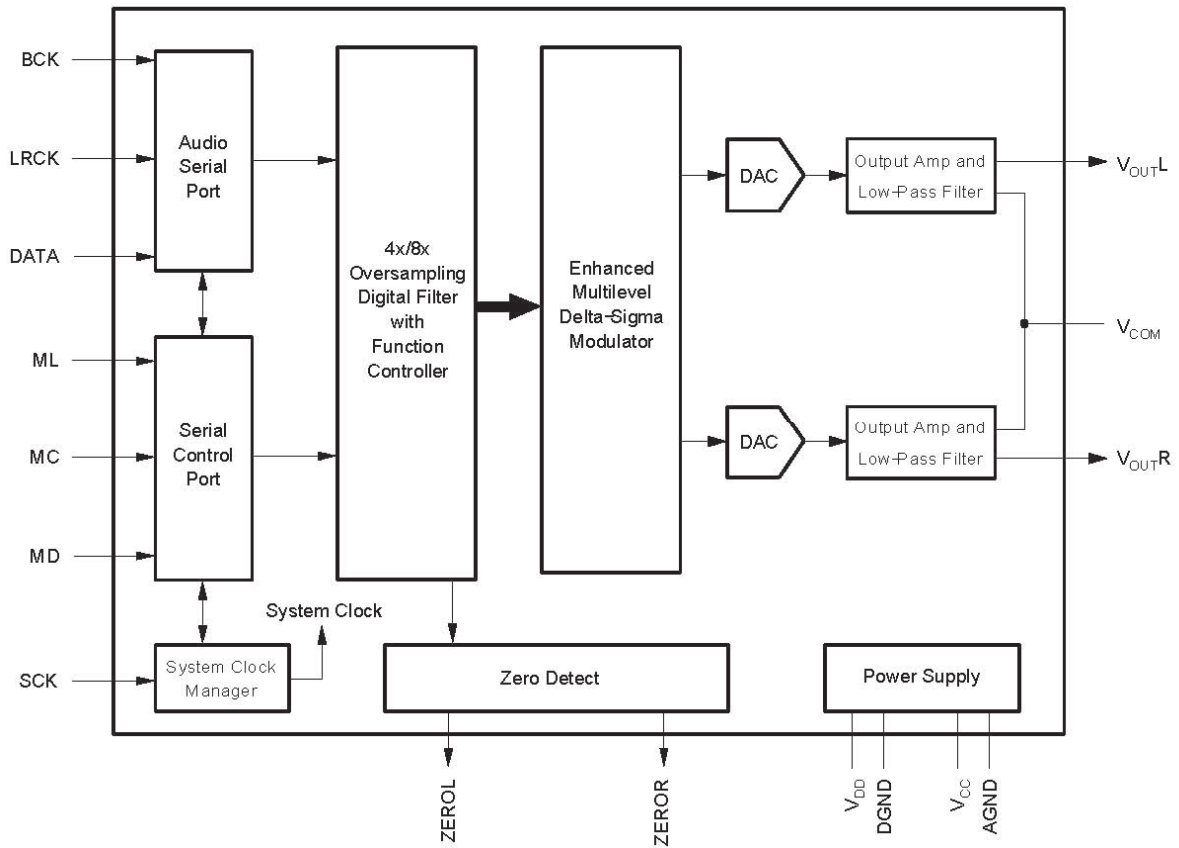 BCK
LRCK
DATA
ML
MC
MD
SCK
Audio
Serial
Port
Serial
Control
Port
System Clock
Manager
System Clock
4x/8x
Oversampling
Digital Filter
with
Function
Controller
Enhanced
Multilevel
Delta-Sigma
Modulator
DAC
Output Amp and
Low-Pass Filter
VOUTL
VCOM
DAC
Output Amp and
Low-Pass Filter
VOUTR
Zero Detect
Power Supply
ZEROL
ZEROR
VDD
DGND
VCC
AGND